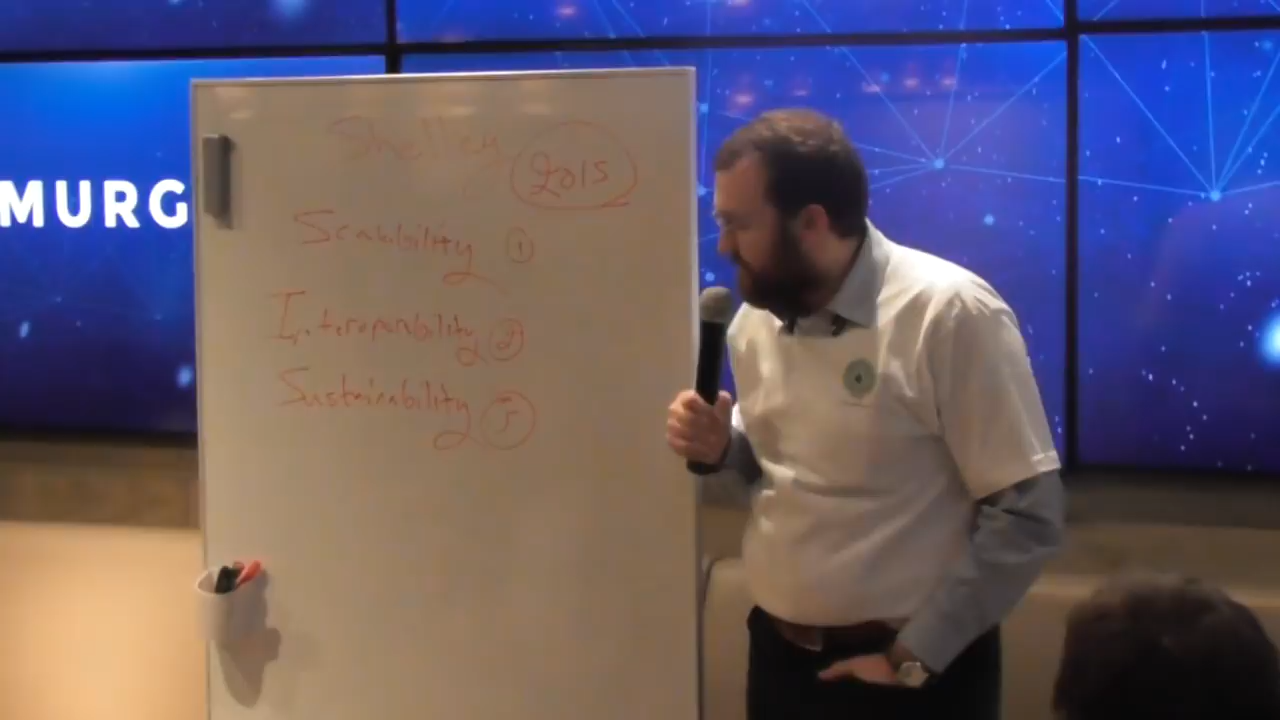 MURG
Shelley 2015
Scalability 1
Interoperability 2
Sustainability 3